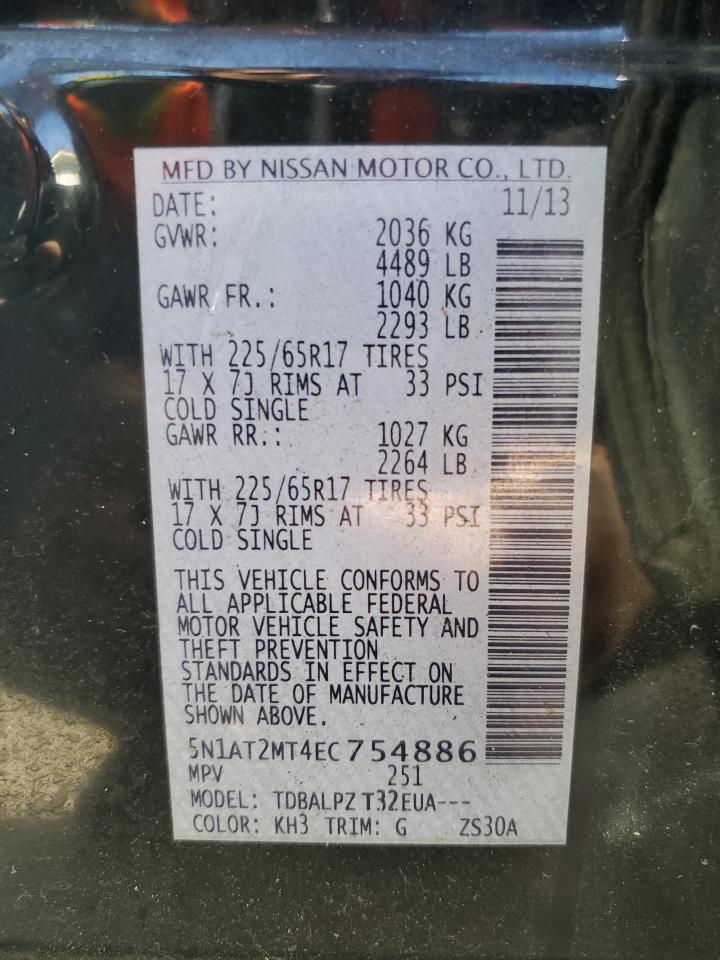 MFD BY NISSAN MOTOR CO., LTD.
DATE: 11/13
GVWR: 2036 KG
4489 LB
GAWR FR.: 1040 KG
2293 LB
WITH 225/65R17 TIRES
17 X 7J RIMS AT 33 PSI
COLD SINGLE
GAWR RR.: 1027 KG
2264 LB
WITH 225/65R17 TIRES
17 X 7J RIMS AT 33 PSI
COLD SINGLE
THIS VEHICLE CONFORMS TO
ALL APPLICABLE FEDERAL
MOTOR VEHICLE SAFETY AND
THEFT PREVENTION
STANDARDS IN EFFECT ON
THE DATE OF MANUFACTURE
SHOWN ABOVE.
5N1AT2MT4EC754886
MPV 251
MODEL: TDBALPZ T32EUA---
COLOR: KH3 TRIM: G ZS30A